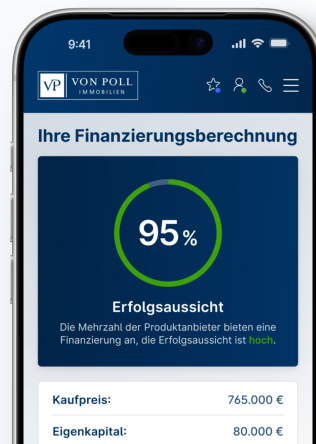 9:41
VP VON POLL
IMMOBILIEN
Ihre Finanzierungsberechnung
95%
Erfolgsaussicht
Die Mehrzahl der Produktanbieter bieten eine
Finanzierung an, die Erfolgsaussicht ist hoch.
Kaufpreis: 765.000 €
Eigenkapital: 80.000 €